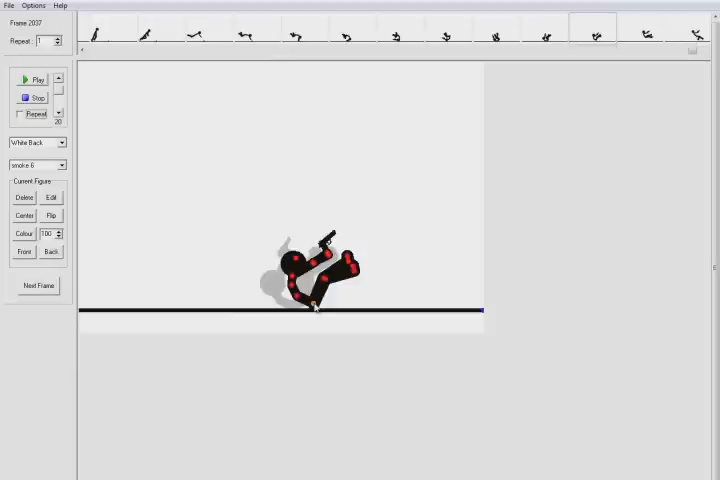 File Options Help
Frame 2037
Repeat: 1
Play
Stop
Repeat
20
White Back
smoke 6
Current Figure
Delete Edit
Center Flip
Colour 100
Front Back
Next Frame